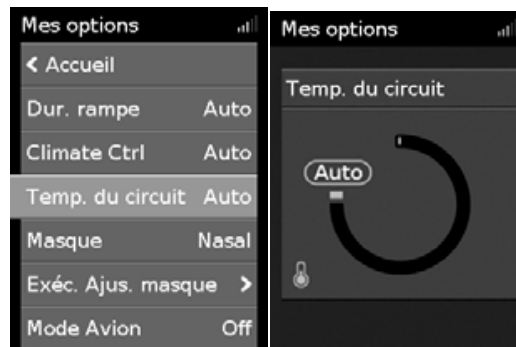 Mes options
< Accueil
Dur. rampe Auto
Climate Ctrl Auto
Temp. du circuit Auto
Masque Nasal
Exéc. Ajus. masque >
Mode Avion Off
Mes options
Temp. du circuit
Auto